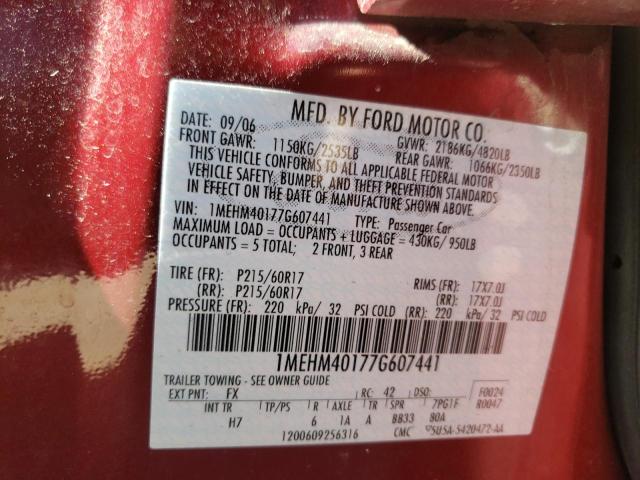 MFD. BY FORD MOTOR CO.
DATE: 09/06 GVWR: 2186KG/4820LB
FRONT GAWR: 1150KG/2535LB REAR GAWR: 1066KG/2350LB
THIS VEHICLE CONFORMS TO ALL APPLICABLE FEDERAL MOTOR
VEHICLE SAFETY, BUMPER, AND THEFT PREVENTION STANDARDS
IN EFFECT ON THE DATE OF MANUFACTURE SHOWN ABOVE.
VIN: 1MEHM40177G607441 TYPE: Passenger Car
MAXIMUM LOAD = OCCUPANTS + LUGGAGE = 430KG/ 950LB
OCCUPANTS = 5 TOTAL; 2 FRONT, 3 REAR
TIRE (FR): P215/60R17 RIMS (FR): 17X7.0J
(RR): P215/60R17 (RR): 17X7.0J
PRESSURE (FR): 220 kPa/ 32 PSI COLD (RR): 220 kPa/ 32 PSI COLD
1MEHM40177G607441
TRAILER TOWING - SEE OWNER GUIDE
EXT PNT: FX RC: 42 DSO: F0024
INT TR TP/PS R AXLE TR SPR 7PG1F R0047
H7 6 1A A BB33 80A
1200609256316 CMC 5U5A-5420472-AA